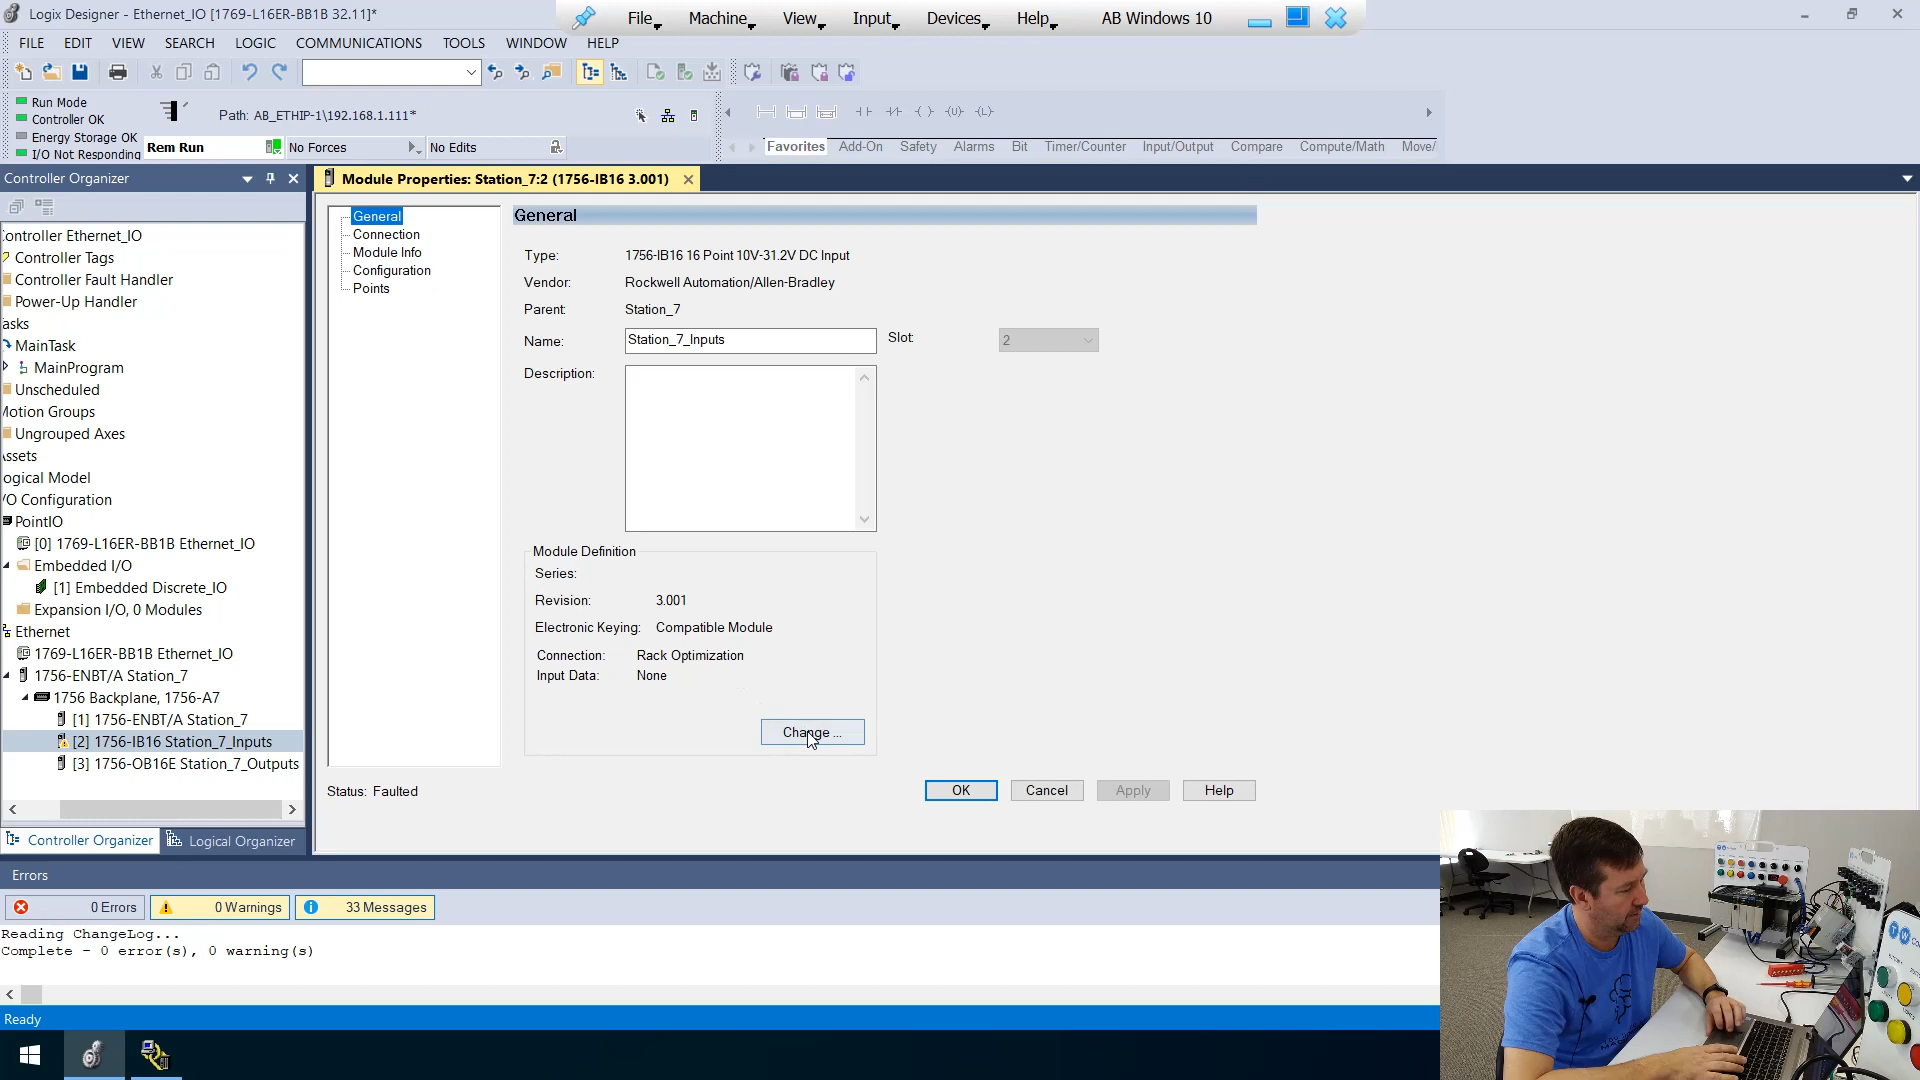 Logix Designer - Ethernet_IO [1769-L16ER-BB1B 32.11]*
File Machine View Input Devices Help AB Windows 10
FILE EDIT VIEW SEARCH LOGIC COMMUNICATIONS TOOLS WINDOW HELP
Run Mode
Controller OK
Energy Storage OK
I/O Not Responding
Path: AB_ETHIP-1\192.168.1.111*
Rem Run No Forces No Edits
Favorites Add-On Safety Alarms Bit Timer/Counter Input/Output Compare Compute/Math Move/
Controller Organizer
ontroller Ethernet_IO
Controller Tags
Controller Fault Handler
Power-Up Handler
asks
MainTask
MainProgram
Unscheduled
Motion Groups
Ungrouped Axes
Assets
ogical Model
/O Configuration
PointIO
[0] 1769-L16ER-BB1B Ethernet_IO
Embedded I/O
[1] Embedded Discrete_IO
Expansion I/O, 0 Modules
Ethernet
1769-L16ER-BB1B Ethernet_IO
1756-ENBT/A Station_7
1756 Backplane, 1756-A7
[1] 1756-ENBT/A Station_7
[2] 1756-IB16 Station_7_Inputs
[3] 1756-OB16E Station_7_Outputs
Controller Organizer Logical Organizer
Module Properties: Station_7:2 (1756-IB16 3.001)
General
Connection
Module Info
Configuration
Points
General
Type: 1756-IB16 16 Point 10V-31.2V DC Input
Vendor: Rockwell Automation/Allen-Bradley
Parent: Station_7
Name: Station_7_Inputs Slot: 2
Description:
Module Definition
Series:
Revision: 3.001
Electronic Keying: Compatible Module
Connection: Rack Optimization
Input Data: None
Change ...
Status: Faulted
OK Cancel Apply Help
Errors
0 Errors 0 Warnings 33 Messages
Reading ChangeLog...
Complete - 0 error(s), 0 warning(s)
Ready